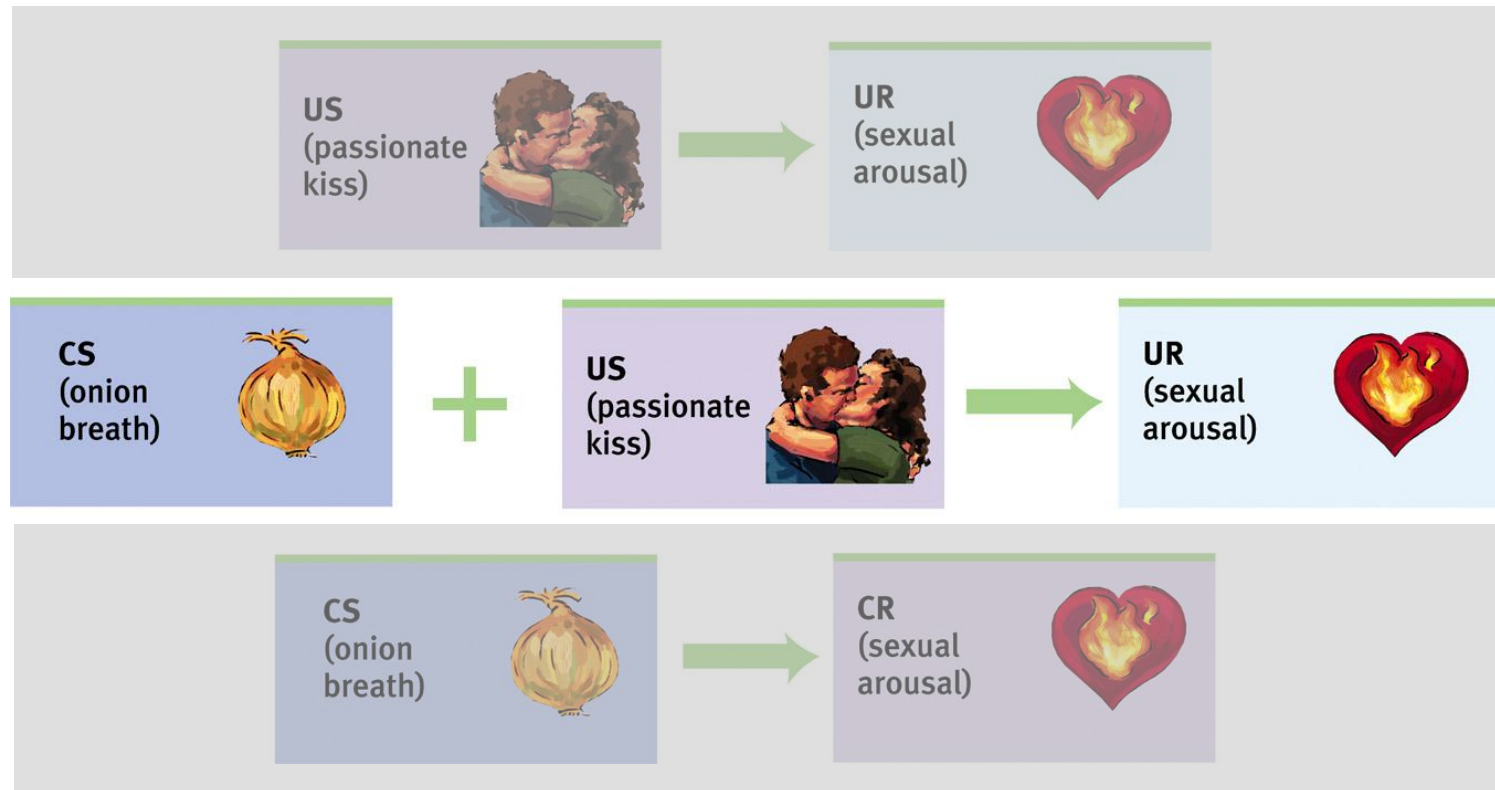 US
(passionate
kiss)
UR
(sexual
arousal)
CS
(onion
breath)
US
(passionate
kiss)
UR
(sexual
arousal)
CS
(onion
breath)
CR
(sexual
arousal)